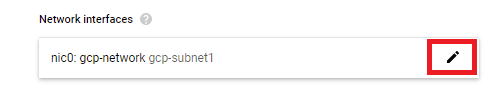 Network interfaces ?
nic0: gcp-network gcp-subnet1